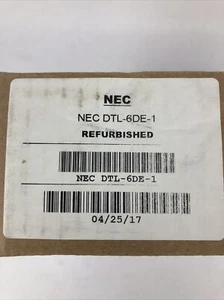 NEC
NEC DTL-6DE-1
REFURBISHED
NEC DTL-6DE-1
04/25/17